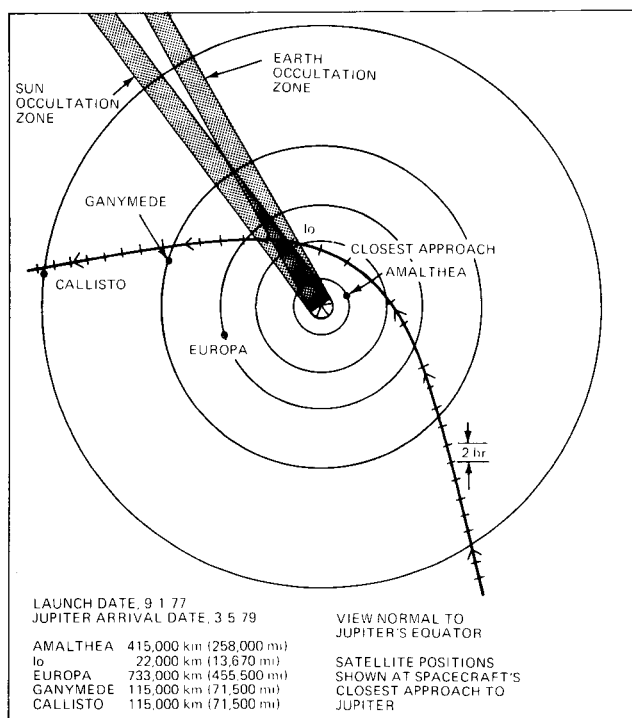 EARTH
OCCULTATION
ZONE
SUN
OCCULTATION
ZONE
GANYMEDE
Io
CLOSEST APPROACH
AMALTHEA
CALLISTO
EUROPA
2 hr
LAUNCH DATE, 9 1 77
JUPITER ARRIVAL DATE, 3 5 79
AMALTHEA 415,000 km (258,000 mi)
Io 22,000 km (13,670 mi)
EUROPA 733,000 km (455,500 mi)
GANYMEDE 115,000 km (71,500 mi)
CALLISTO 115,000 km (71,500 mi)
VIEW NORMAL TO
JUPITER'S EQUATOR
SATELLITE POSITIONS
SHOWN AT SPACECRAFT'S
CLOSEST APPROACH TO
JUPITER